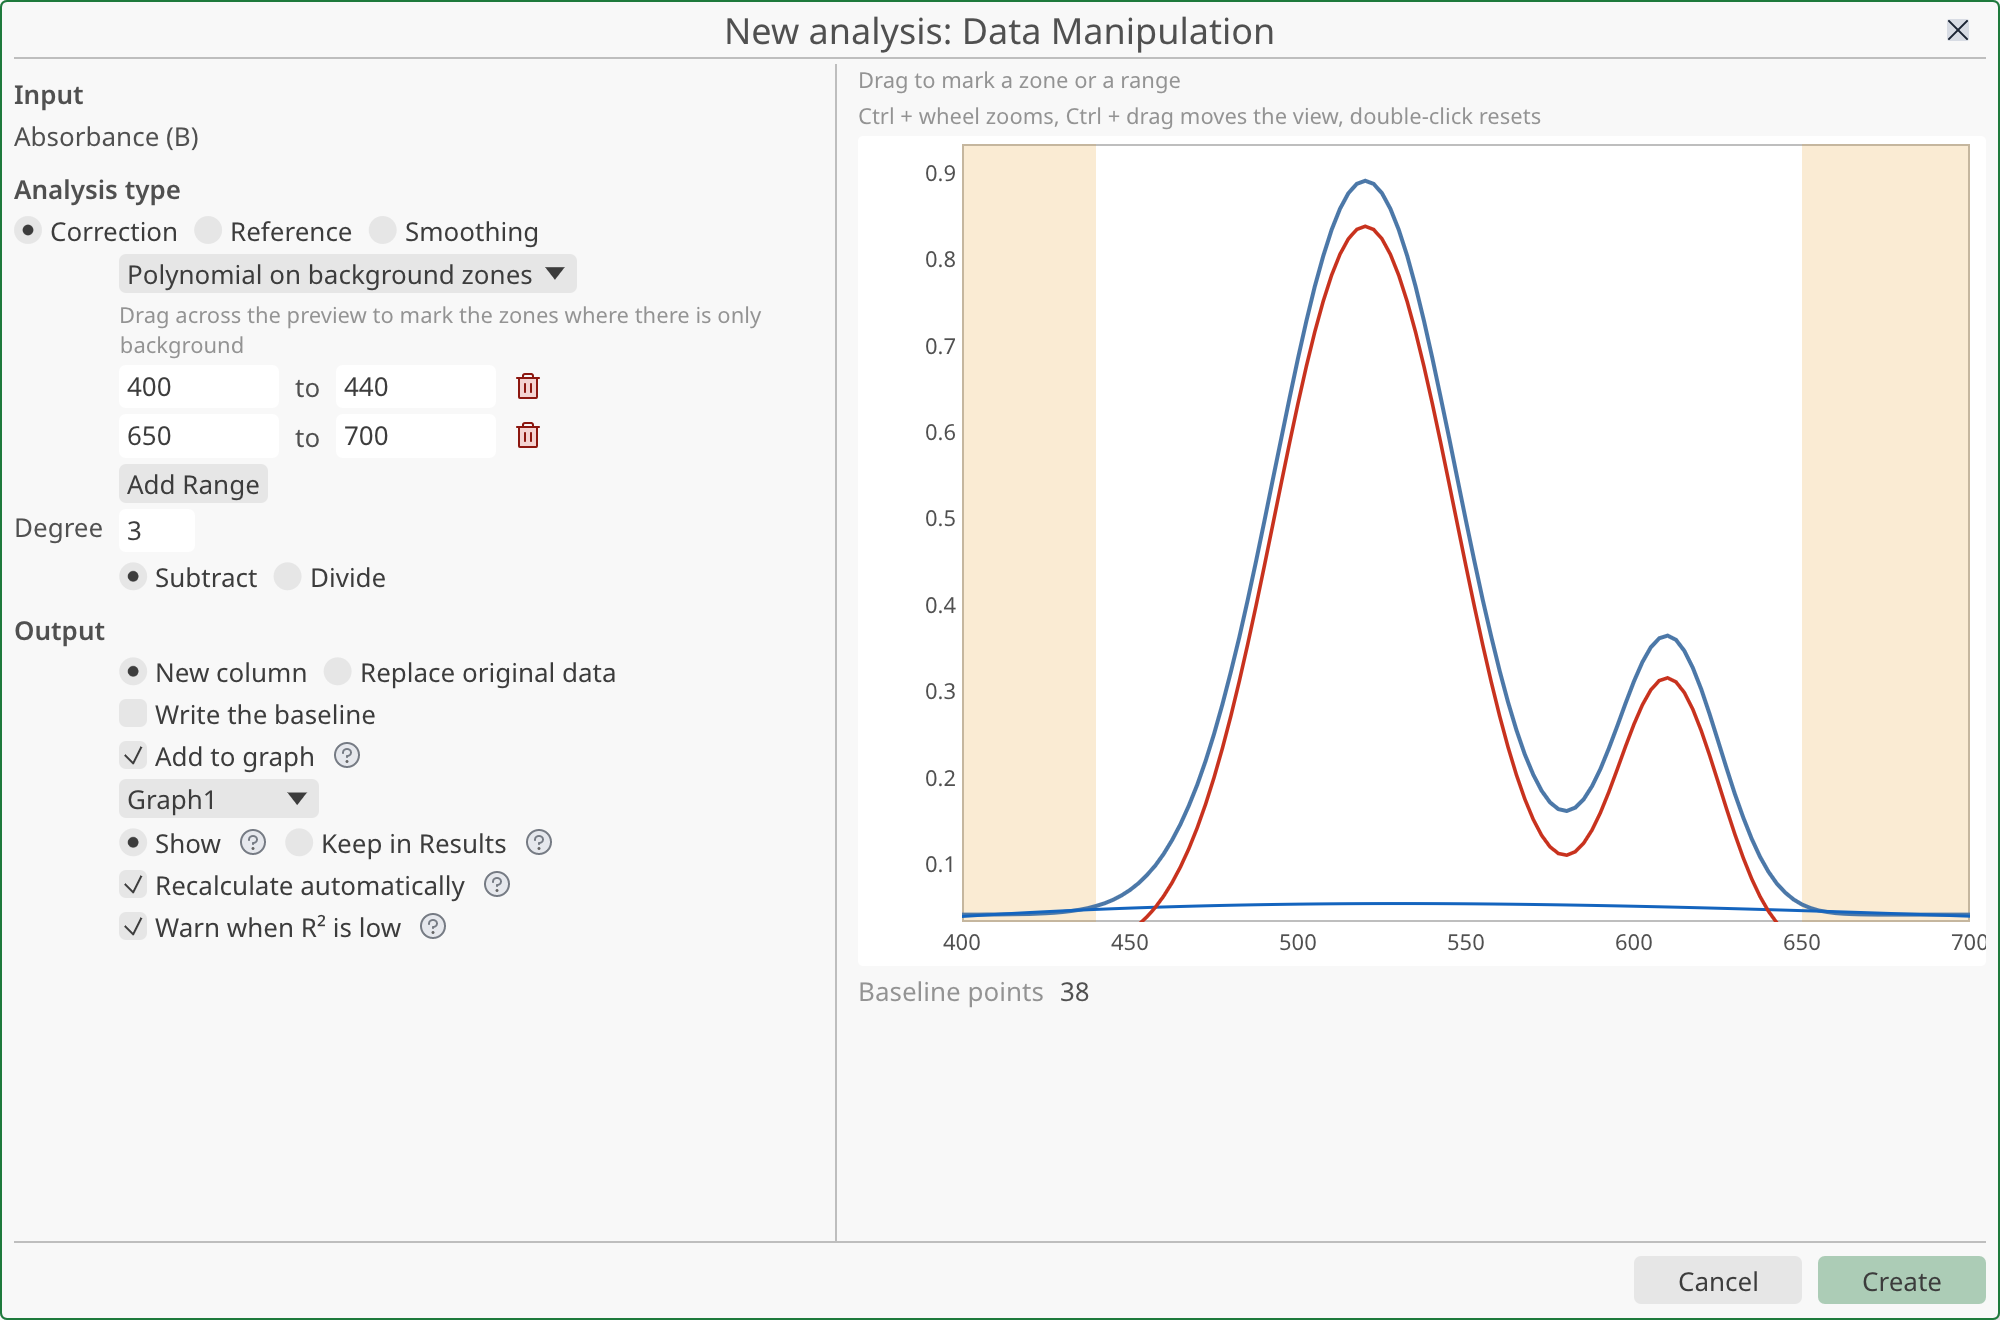 New analysis: Data Manipulation
Input
Absorbance (B)
Analysis type
Correction Reference Smoothing
Polynomial on background zones
Drag across the preview to mark the zones where there is only
background
400 to 440
650 to 700
Add Range
Degree 3
Subtract Divide
Output
New column Replace original data
Write the baseline
Add to graph ?
Graph1
Show ? Keep in Results ?
Recalculate automatically ?
Warn when R² is low ?
Drag to mark a zone or a range
Ctrl + wheel zooms, Ctrl + drag moves the view, double-click resets
0.9
0.8
0.7
0.6
0.5
0.4
0.3
0.2
0.1
400 450 500 550 600 650 700
Baseline points 38
Cancel Create